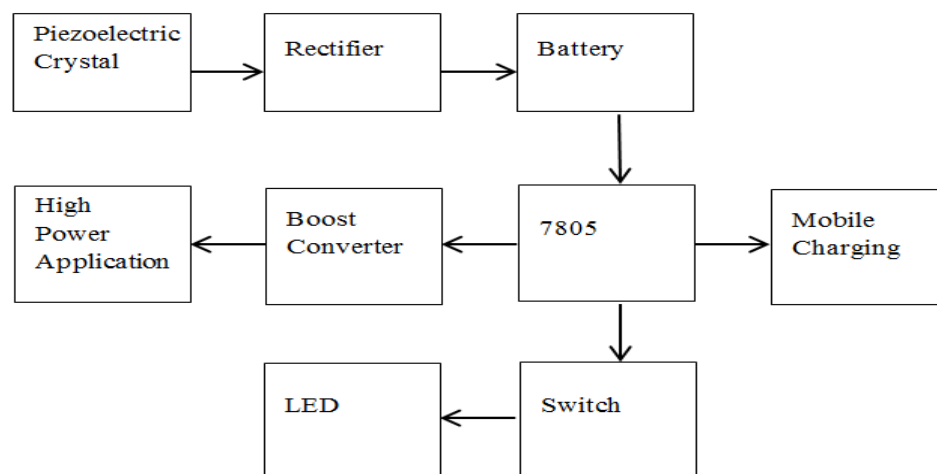 Piezoelectric
Crystal
Rectifier
Battery
High
Power
Application
Boost
Converter
7805
Mobile
Charging
LED
Switch